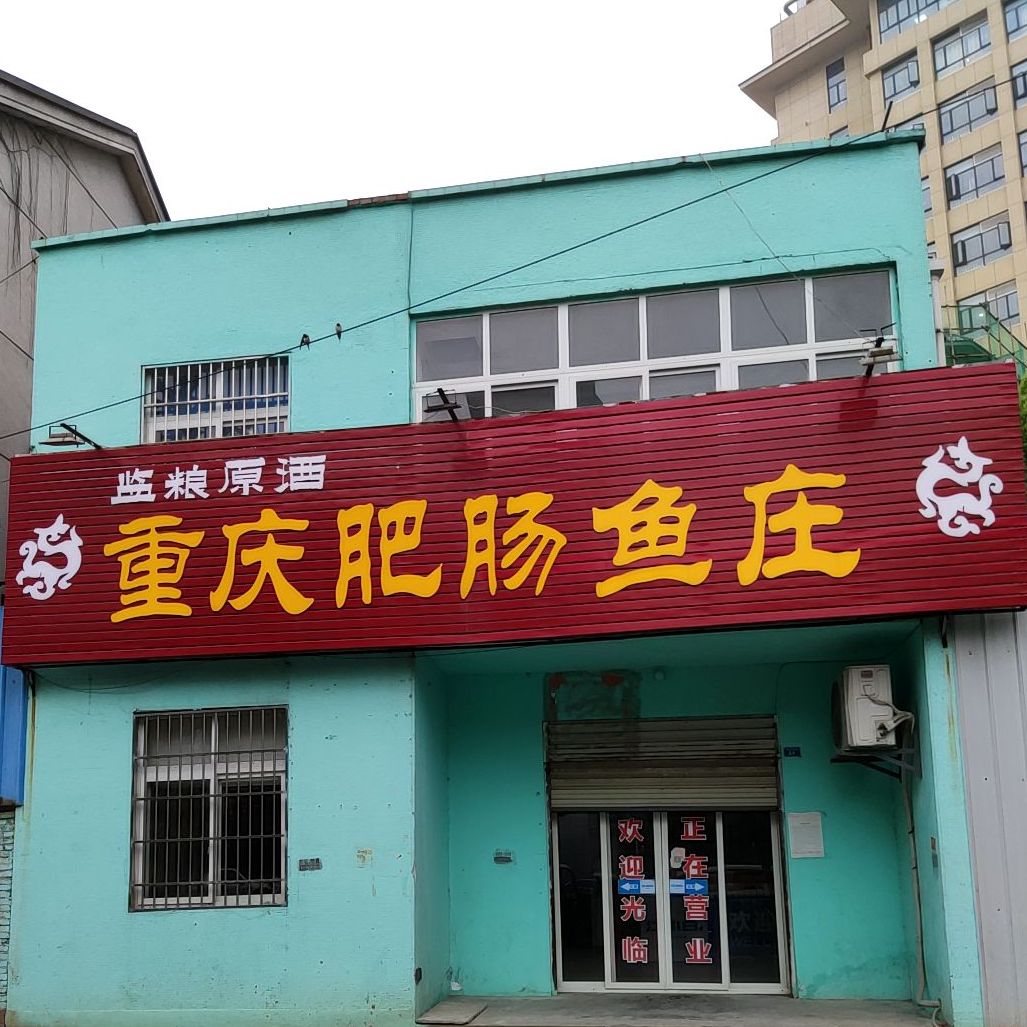 监粮原酒
重庆肥肠鱼庄
欢迎光临
正在营业